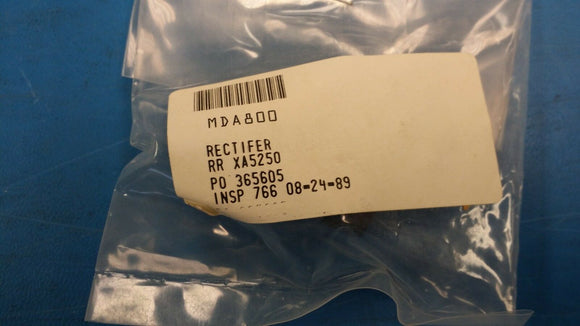 MDA800
RECTIFER
RR XA5250
PO 365605
INSP 766 08-24-89